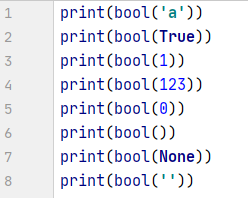 1 print(bool('a'))
2 print(bool(True))
3 print(bool(1))
4 print(bool(123))
5 print(bool(0))
6 print(bool())
7 print(bool(None))
8 print(bool(''))